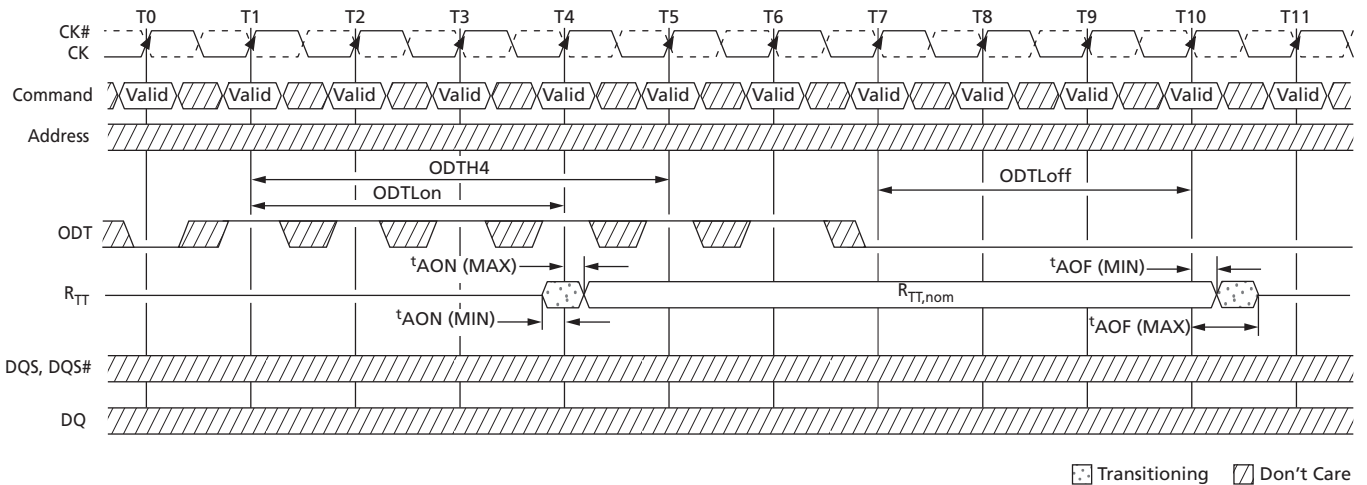 T0 T1 T2 T3 T4 T5 T6 T7 T8 T9 T10 T11
CK#
CK
Command Valid Valid Valid Valid Valid Valid Valid Valid Valid Valid Valid Valid
Address
ODTH4
ODTLon ODTLoff
ODT
tAON (MAX) tAOF (MIN)
RTT RTT,nom
tAON (MIN) tAOF (MAX)
DQS, DQS#
DQ
Transitioning Don't Care